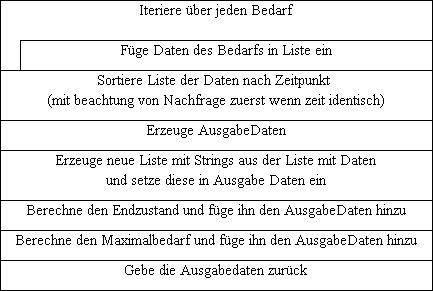 Iteriere über jeden Bedarf
Füge Daten des Bedarfs in Liste ein
Sortiere Liste der Daten nach Zeitpunkt
(mit beachtung von Nachfrage zuerst wenn zeit identisch)
Erzeuge AusgabeDaten
Erzeuge neue Liste mit Strings aus der Liste mit Daten
und setze diese in Ausgabe Daten ein
Berechne den Endzustand und füge ihn den AusgabeDaten hinzu
Berechne den Maximalbedarf und füge ihn den AusgabeDaten hinzu
Gebe die Ausgabedaten zurück